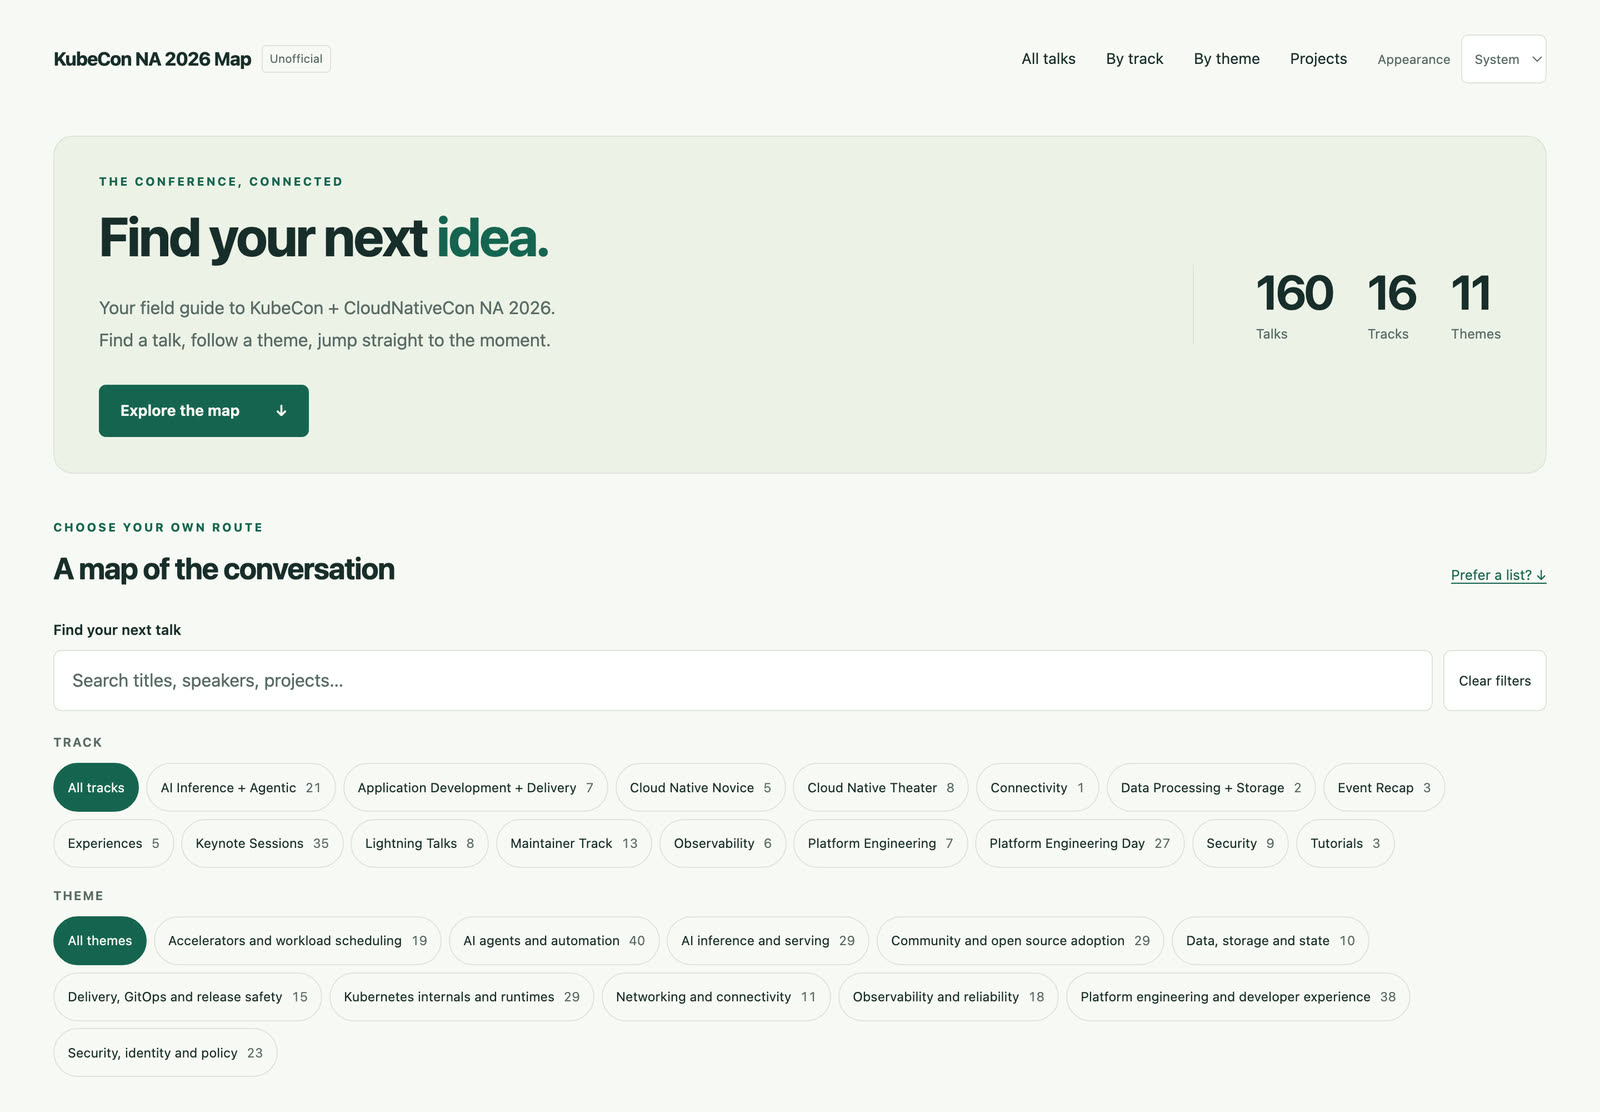 KubeCon NA 2026 Map Unofficial All talks By track By theme Projects Appearance System
THE CONFERENCE, CONNECTED
Find your next idea.
Your field guide to KubeCon + CloudNativeCon NA 2026.
Find a talk, follow a theme, jump straight to the moment.
Explore the map ↓
160 16 11
Talks Tracks Themes
CHOOSE YOUR OWN ROUTE
A map of the conversation
Prefer a list? ↓
Find your next talk
Search titles, speakers, projects... Clear filters
TRACK
All tracks AI Inference + Agentic 21 Application Development + Delivery 7 Cloud Native Novice 5 Cloud Native Theater 8 Connectivity 1 Data Processing + Storage 2 Event Recap 3
Experiences 5 Keynote Sessions 35 Lightning Talks 8 Maintainer Track 13 Observability 6 Platform Engineering 7 Platform Engineering Day 27 Security 9 Tutorials 3
THEME
All themes Accelerators and workload scheduling 19 AI agents and automation 40 AI inference and serving 29 Community and open source adoption 29 Data, storage and state 10
Delivery, GitOps and release safety 15 Kubernetes internals and runtimes 29 Networking and connectivity 11 Observability and reliability 18 Platform engineering and developer experience 38
Security, identity and policy 23